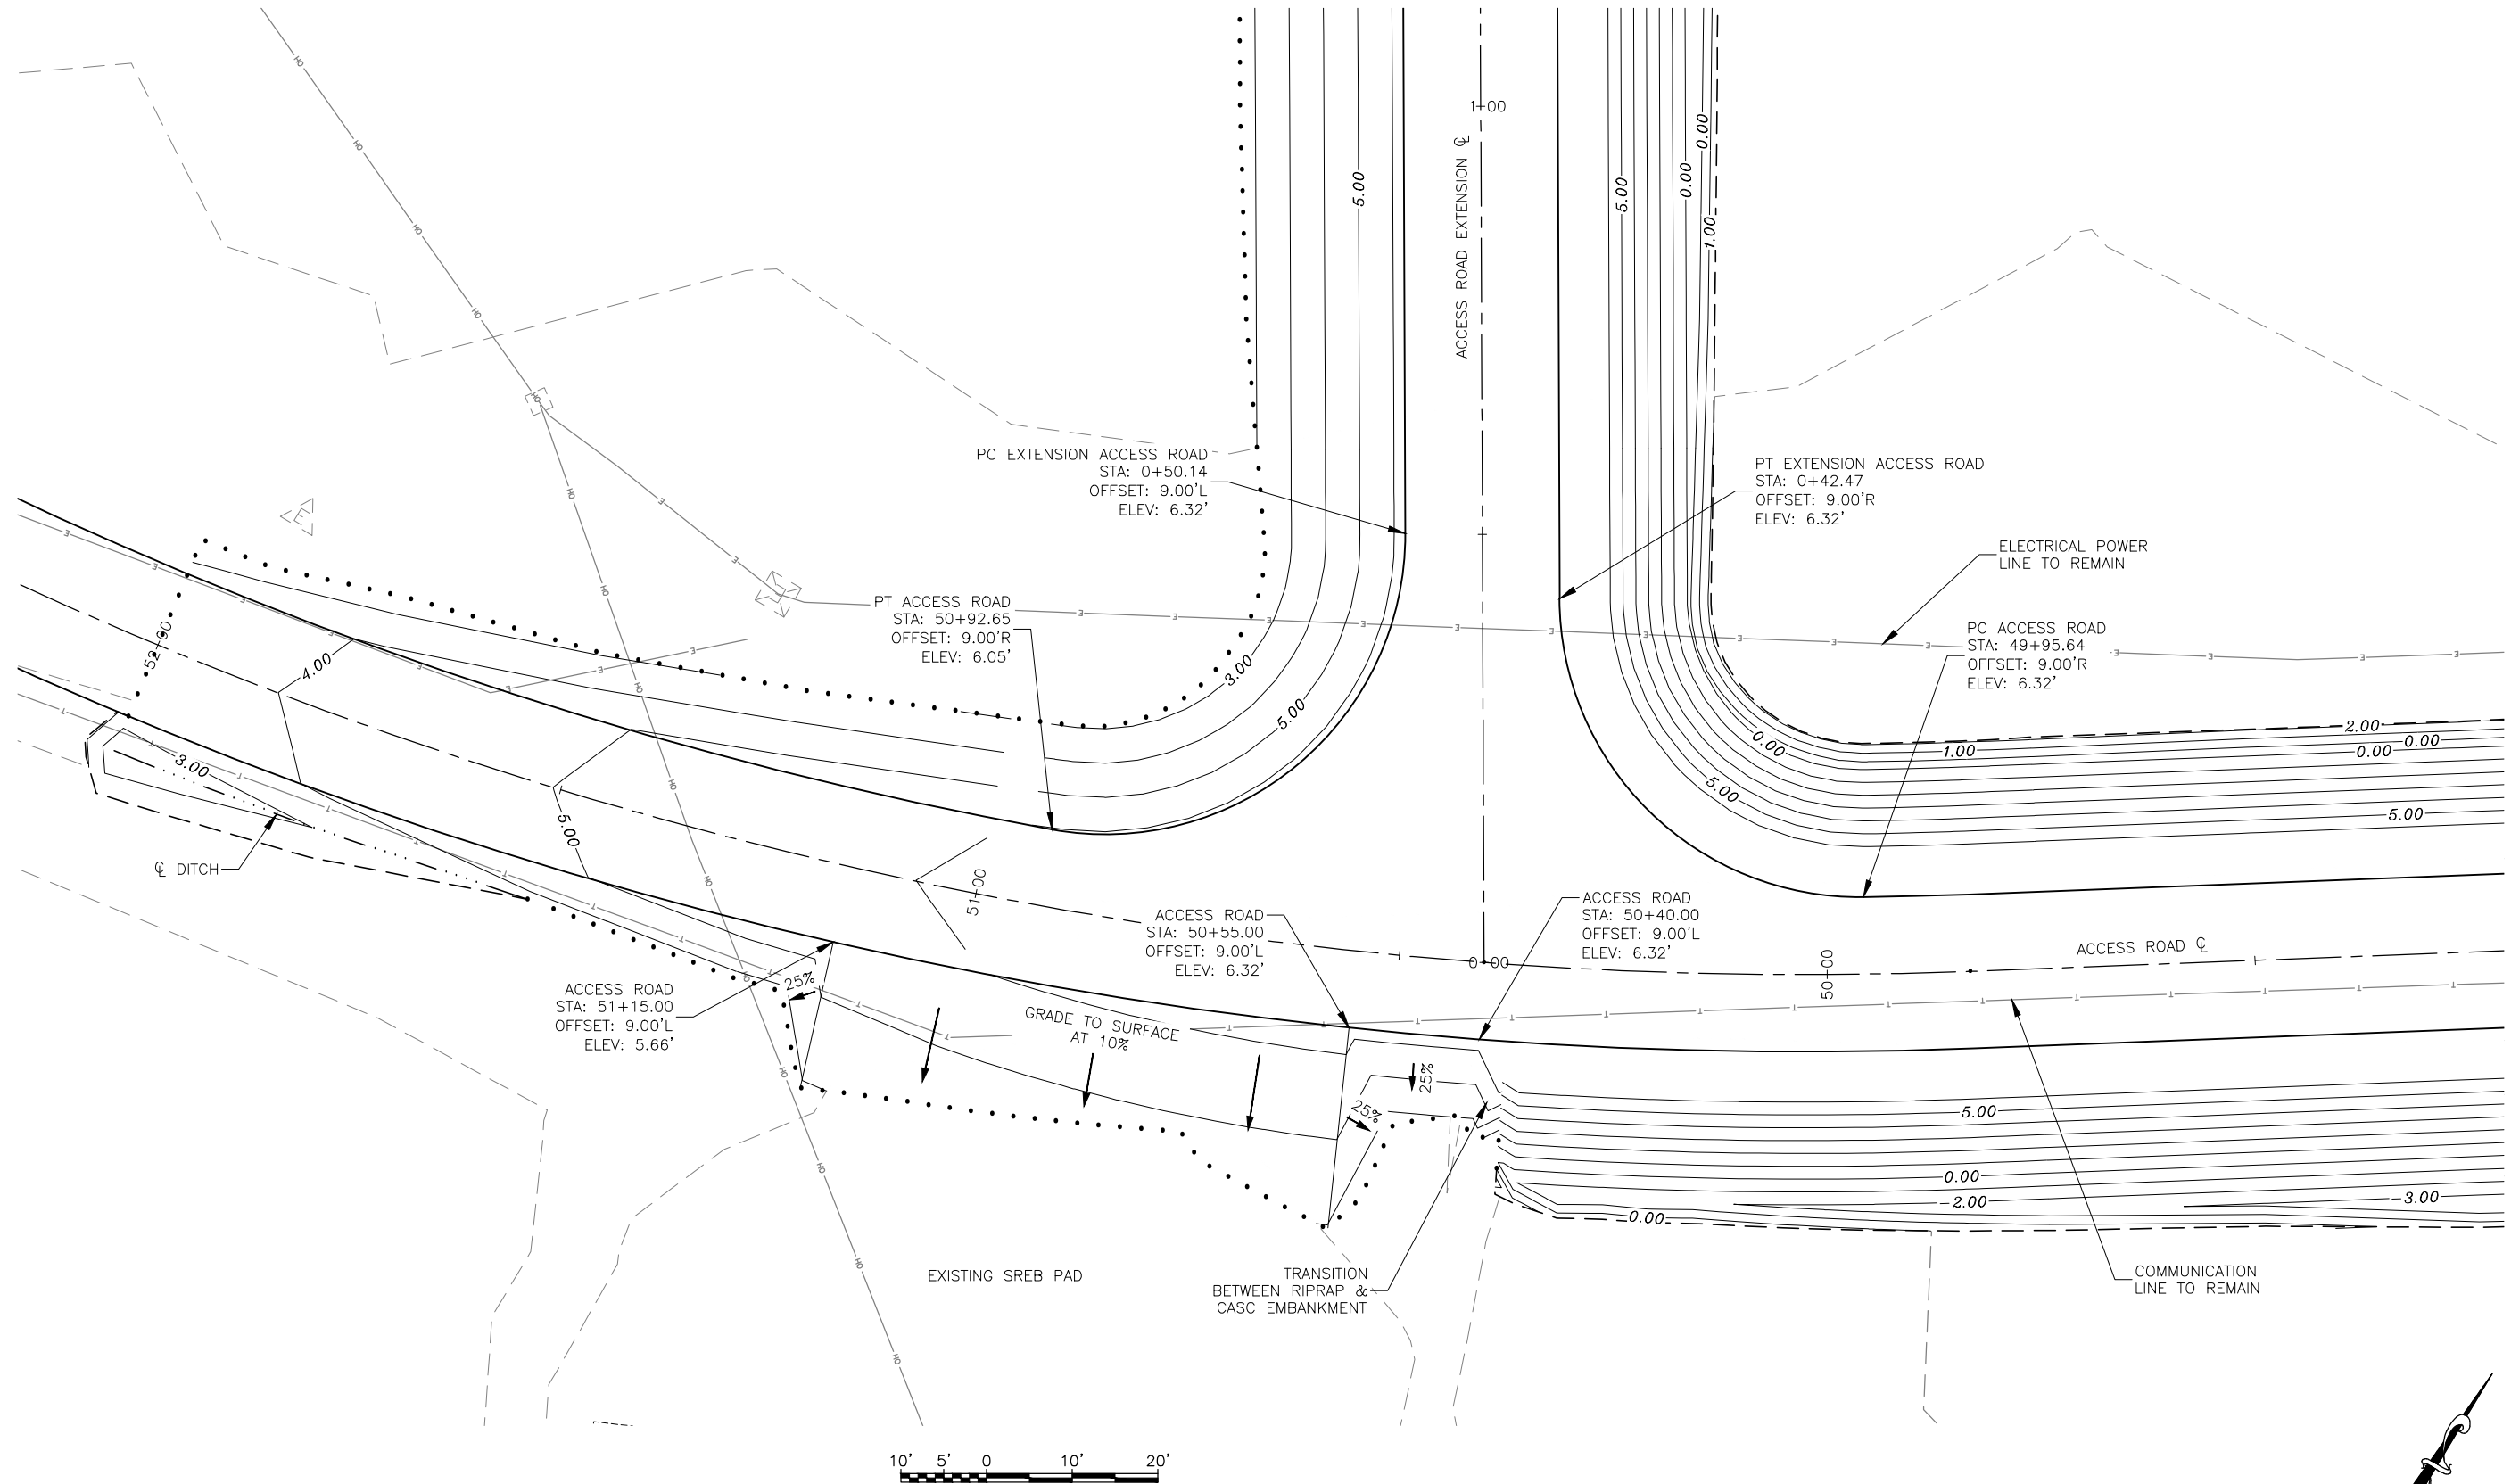 1+00
ACCESS ROAD EXTENSION ℄
5.00
5.00
0.00
0.00
1.00
PC EXTENSION ACCESS ROAD
STA: 0+50.14
OFFSET: 9.00'L
ELEV: 6.32'
PT EXTENSION ACCESS ROAD
STA: 0+42.47
OFFSET: 9.00'R
ELEV: 6.32'
ELECTRICAL POWER
LINE TO REMAIN
PT ACCESS ROAD
STA: 50+92.65
OFFSET: 9.00'R
ELEV: 6.05'
PC ACCESS ROAD
STA: 49+95.64
OFFSET: 9.00'R
ELEV: 6.32'
52+00
4.00
3.00
5.00
3.00
5.00
0.00
5.00
1.00
2.00
0.00
0.00
5.00
5.00
℄ DITCH
51+00
ACCESS ROAD
STA: 50+55.00
OFFSET: 9.00'L
ELEV: 6.32'
ACCESS ROAD
STA: 50+40.00
OFFSET: 9.00'L
ELEV: 6.32'
0+00
50+00
ACCESS ROAD ℄
ACCESS ROAD
STA: 51+15.00
OFFSET: 9.00'L
ELEV: 5.66'
25%
GRADE TO SURFACE
AT 10%
25%
25%
5.00
0.00
-2.00
-3.00
0.00
EXISTING SREB PAD
TRANSITION
BETWEEN RIPRAP &
CASC EMBANKMENT
COMMUNICATION
LINE TO REMAIN
10' 5' 0 10' 20'